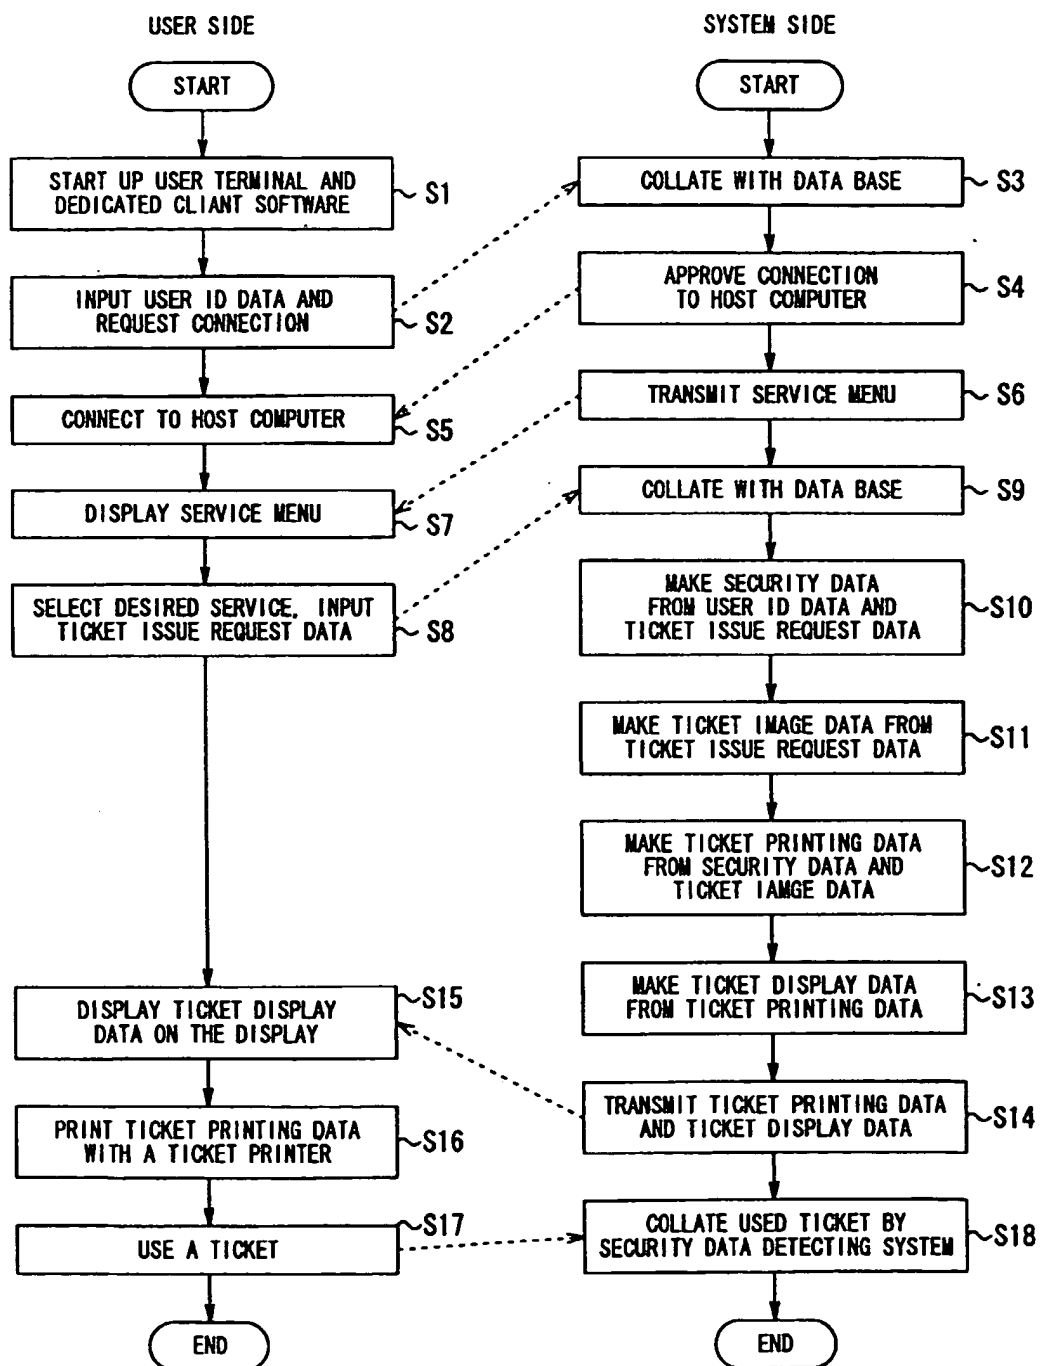 USER SIDE
START
START UP USER TERMINAL AND
DEDICATED CLIANT SOFTWARE
S1
INPUT USER ID DATA AND
REQUEST CONNECTION
S2
CONNECT TO HOST COMPUTER
S5
DISPLAY SERVICE MENU
S7
SELECT DESIRED SERVICE, INPUT
TICKET ISSUE REQUEST DATA
S8
DISPLAY TICKET DISPLAY
DATA ON THE DISPLAY
S15
PRINT TICKET PRINTING DATA
WITH A TICKET PRINTER
S16
USE A TICKET
S17
END
SYSTEM SIDE
START
COLLATE WITH DATA BASE
S3
APPROVE CONNECTION
TO HOST COMPUTER
S4
TRANSMIT SERVICE MENU
S6
COLLATE WITH DATA BASE
S9
MAKE SECURITY DATA
FROM USER ID DATA AND
TICKET ISSUE REQUEST DATA
S10
MAKE TICKET IMAGE DATA FROM
TICKET ISSUE REQUEST DATA
S11
MAKE TICKET PRINTING DATA
FROM SECURITY DATA AND
TICKET IAMGE DATA
S12
MAKE TICKET DISPLAY DATA
FROM TICKET PRINTING DATA
S13
TRANSMIT TICKET PRINTING DATA
AND TICKET DISPLAY DATA
S14
COLLATE USED TICKET BY
SECURITY DATA DETECTING SYSTEM
S18
END